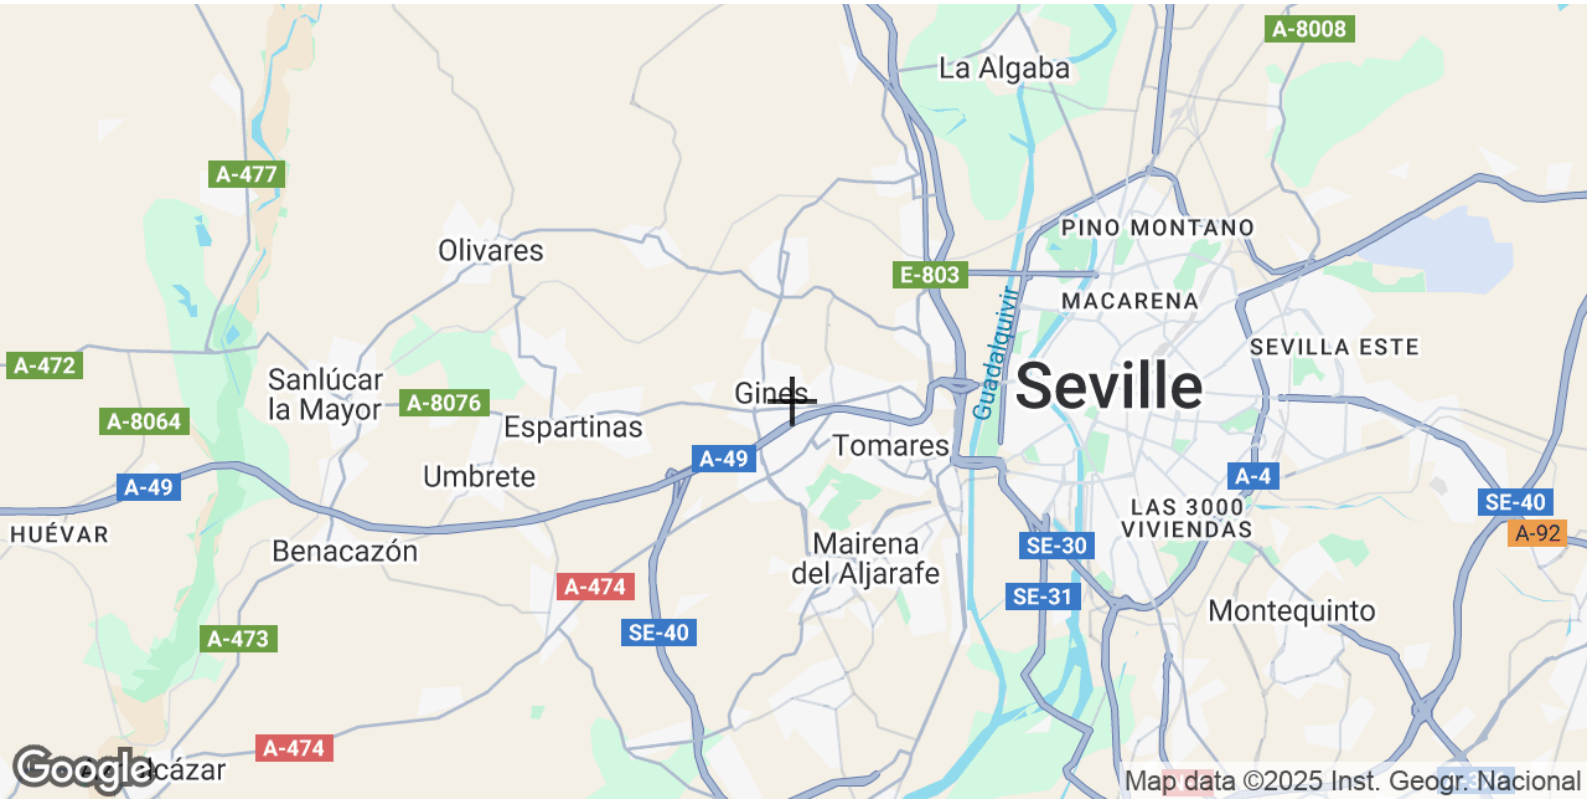 A-8008
La Algaba
A-477
PINO MONTANO
Olivares
E-803
MACARENA
Guadalquivir
SEVILLA ESTE
A-472
Sanlúcar
la Mayor
A-8076
Gines
Seville
A-8064
Espartinas
Tomares
A-49
Umbrete
A-49
A-4
SE-40
LAS 3000
VIVIENDAS
HUÉVAR
A-92
Benacazón
Mairena
del Aljarafe
SE-30
A-474
SE-31
Montequinto
SE-40
A-473
A-474
Google
Map data ©2025 Inst. Geogr. Nacional